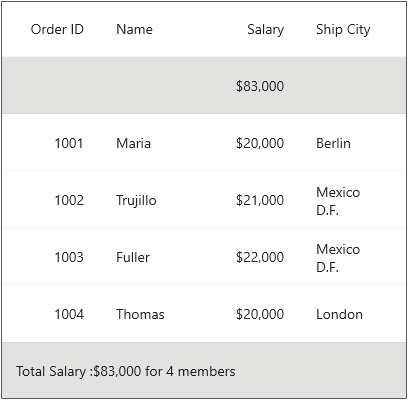 Order ID Name Salary Ship City
$83,000
1001 Maria $20,000 Berlin
1002 Trujillo $21,000 Mexico
D.F.
1003 Fuller $22,000 Mexico
D.F.
1004 Thomas $20,000 London
Total Salary :$83,000 for 4 members